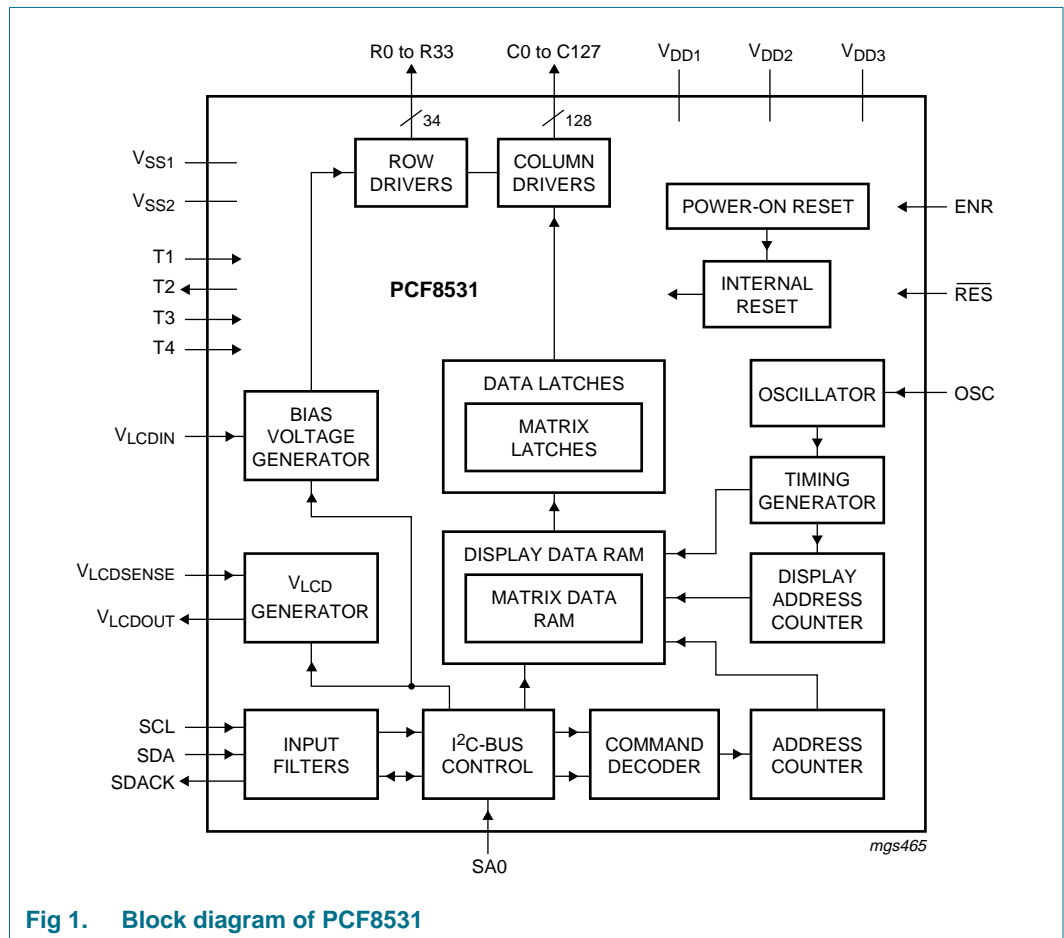 R0 to R33
C0 to C127
VDD1
VDD2
VDD3
34
128
VSS1
VSS2
ROW
DRIVERS
COLUMN
DRIVERS
POWER-ON RESET
ENR
T1
T2
T3
T4
PCF8531
INTERNAL
RESET
RES
DATA LATCHES
MATRIX
LATCHES
OSCILLATOR
OSC
VLCDIN
BIAS
VOLTAGE
GENERATOR
TIMING
GENERATOR
DISPLAY DATA RAM
MATRIX DATA
RAM
DISPLAY
ADDRESS
COUNTER
VLCDSENSE
VLCDOUT
VLCD
GENERATOR
SCL
SDA
SDACK
INPUT
FILTERS
I2C-BUS
CONTROL
COMMAND
DECODER
ADDRESS
COUNTER
SA0
mgs465
Fig 1. Block diagram of PCF8531